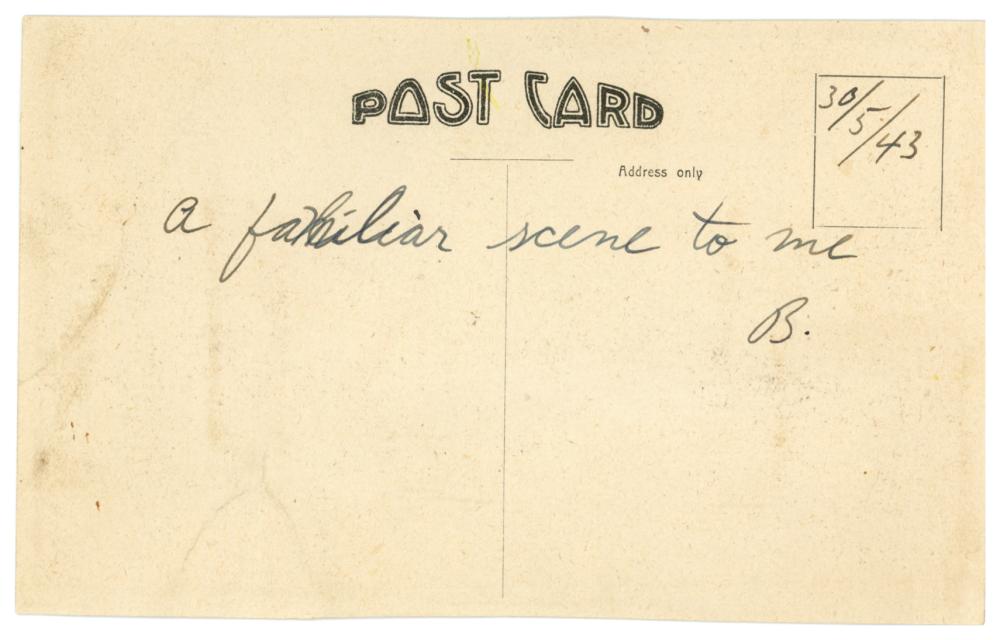 POST CARD
30/5/43
Address only
a familiar scene to me
B.